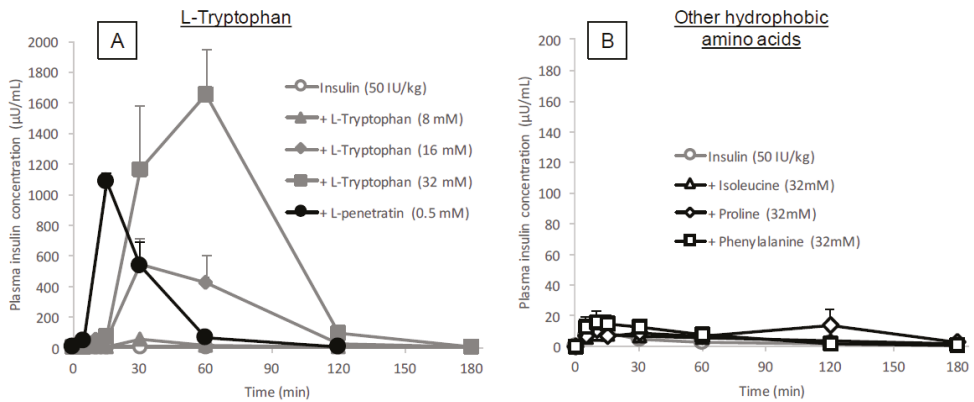 L-Tryptophan
A
Plasma insulin concentration (µU/mL)
2000
1800
1600
1400
1200
1000
800
600
400
200
0
0 30 60 90 120 150 180
Time (min)
Insulin (50 IU/kg)
+ L-Tryptophan (8 mM)
+ L-Tryptophan (16 mM)
+ L-Tryptophan (32 mM)
+ L-penetratin (0.5 mM)
Other hydrophobic
amino acids
B
Plasma insulin concentration (µU/mL)
200
180
160
140
120
100
80
60
40
20
0
0 30 60 90 120 150 180
Time (min)
Insulin (50 IU/kg)
+ Isoleucine (32mM)
+ Proline (32mM)
+ Phenylalanine (32mM)